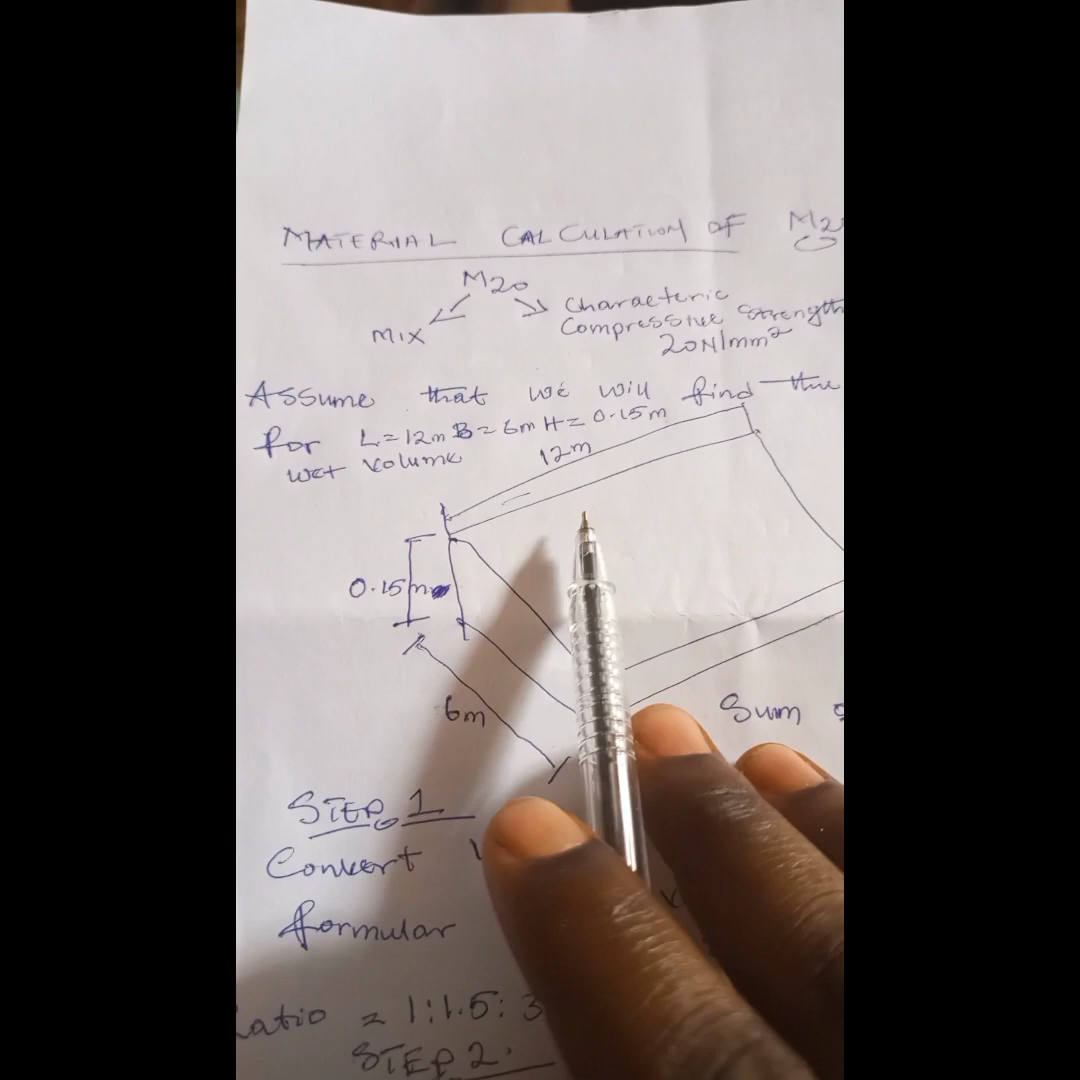 MATERIAL CALCULATION OF M20
M20
MIX
Characteric
Compressive strength
20N/mm²
Assume that we will find the
for L=12m B=6m H=0.15m
wet volume
12m
0.15m
6m
Sum
STEP 1
Convert
formular
Ratio = 1:1.5:3
STEP 2.